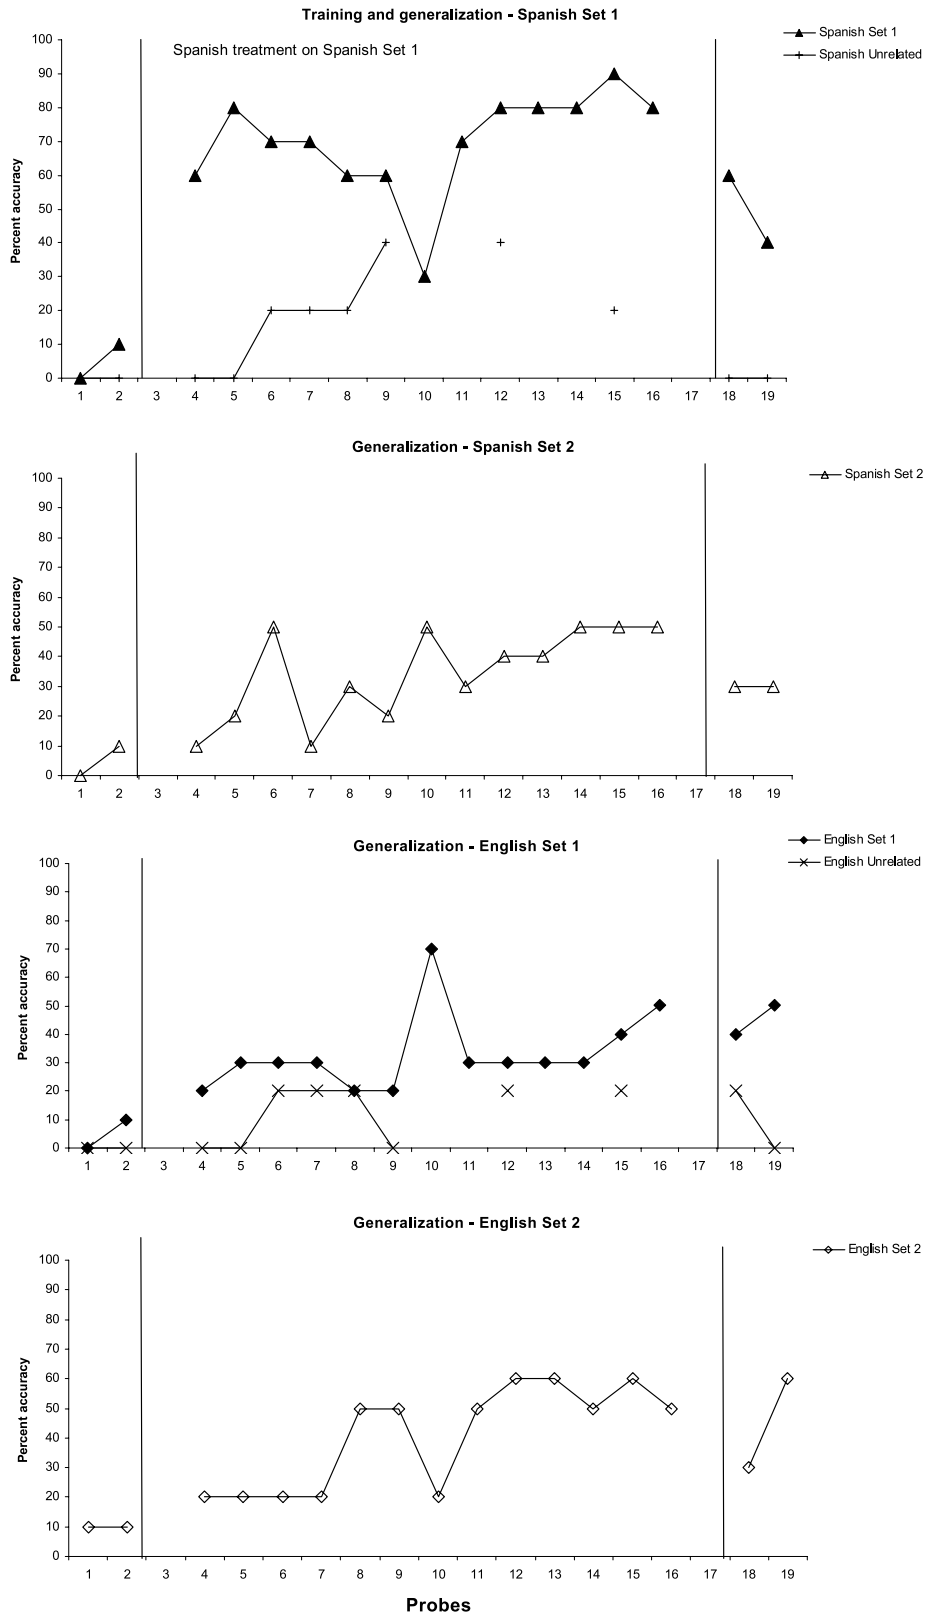 Training and generalization - Spanish Set 1
Spanish Set 1
Spanish Unrelated
Spanish treatment on Spanish Set 1
Percent accuracy
100
90
80
70
60
50
40
30
20
10
0
1 2 3 4 5 6 7 8 9 10 11 12 13 14 15 16 17 18 19
Generalization - Spanish Set 2
Spanish Set 2
Percent accuracy
100
90
80
70
60
50
40
30
20
10
0
1 2 3 4 5 6 7 8 9 10 11 12 13 14 15 16 17 18 19
Generalization - English Set 1
English Set 1
English Unrelated
Percent accuracy
100
90
80
70
60
50
40
30
20
10
0
1 2 3 4 5 6 7 8 9 10 11 12 13 14 15 16 17 18 19
Generalization - English Set 2
English Set 2
Percent accuracy
100
90
80
70
60
50
40
30
20
10
0
1 2 3 4 5 6 7 8 9 10 11 12 13 14 15 16 17 18 19
Probes